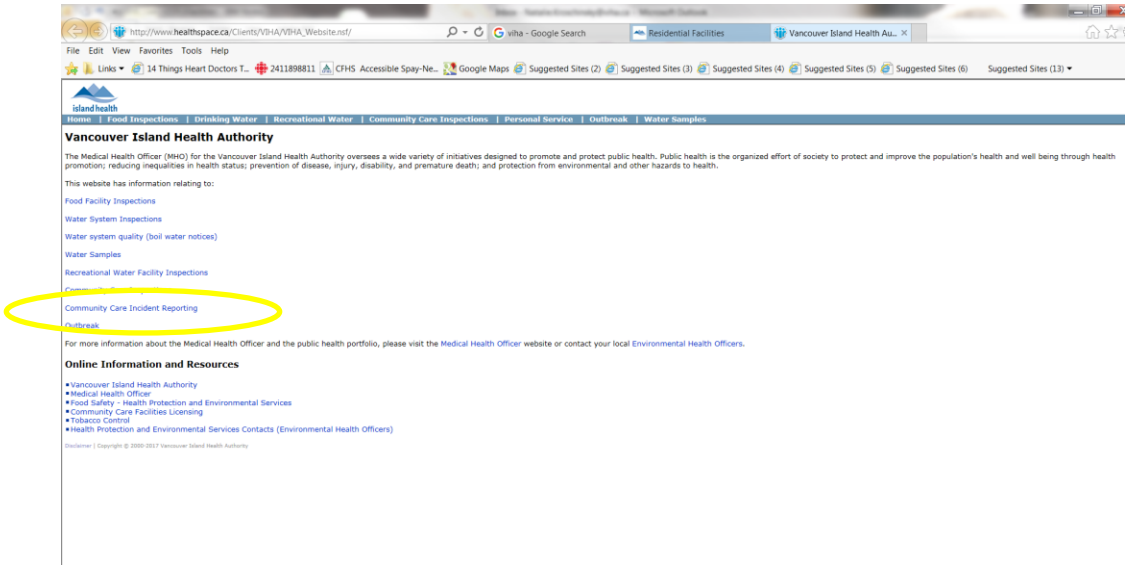 http://www.healthspace.ca/Clients/VIHA/VIHA_Website.nsf/
viha - Google Search
Residential Facilities
Vancouver Island Health Au...
File Edit View Favorites Tools Help
Links 14 Things Heart Doctors T... 2411898811 CFHS Accessible Spay-Ne... Google Maps Suggested Sites (2) Suggested Sites (3) Suggested Sites (4) Suggested Sites (5) Suggested Sites (6) Suggested Sites (13)
island health
Home | Food Inspections | Drinking Water | Recreational Water | Community Care Inspections | Personal Service | Outbreak | Water Samples
Vancouver Island Health Authority
The Medical Health Officer (MHO) for the Vancouver Island Health Authority oversees a wide variety of initiatives designed to promote and protect public health. Public health is the organized effort of society to protect and improve the population's health and well being through health
promotion; reducing inequalities in health status; prevention of disease, injury, disability, and premature death; and protection from environmental and other hazards to health.
This website has information relating to:
Food Facility Inspections
Water System Inspections
Water system quality (boil water notices)
Water Samples
Recreational Water Facility Inspections
Community Care
Community Care Incident Reporting
Outbreak
For more information about the Medical Health Officer and the public health portfolio, please visit the Medical Health Officer website or contact your local Environmental Health Officers.
Online Information and Resources
Vancouver Island Health Authority
Medical Health Officer
Food Safety - Health Protection and Environmental Services
Community Care Facilities Licensing
Tobacco Control
Health Protection and Environmental Services Contacts (Environmental Health Officers)
Disclaimer | Copyright © 2000-2017 Vancouver Island Health Authority